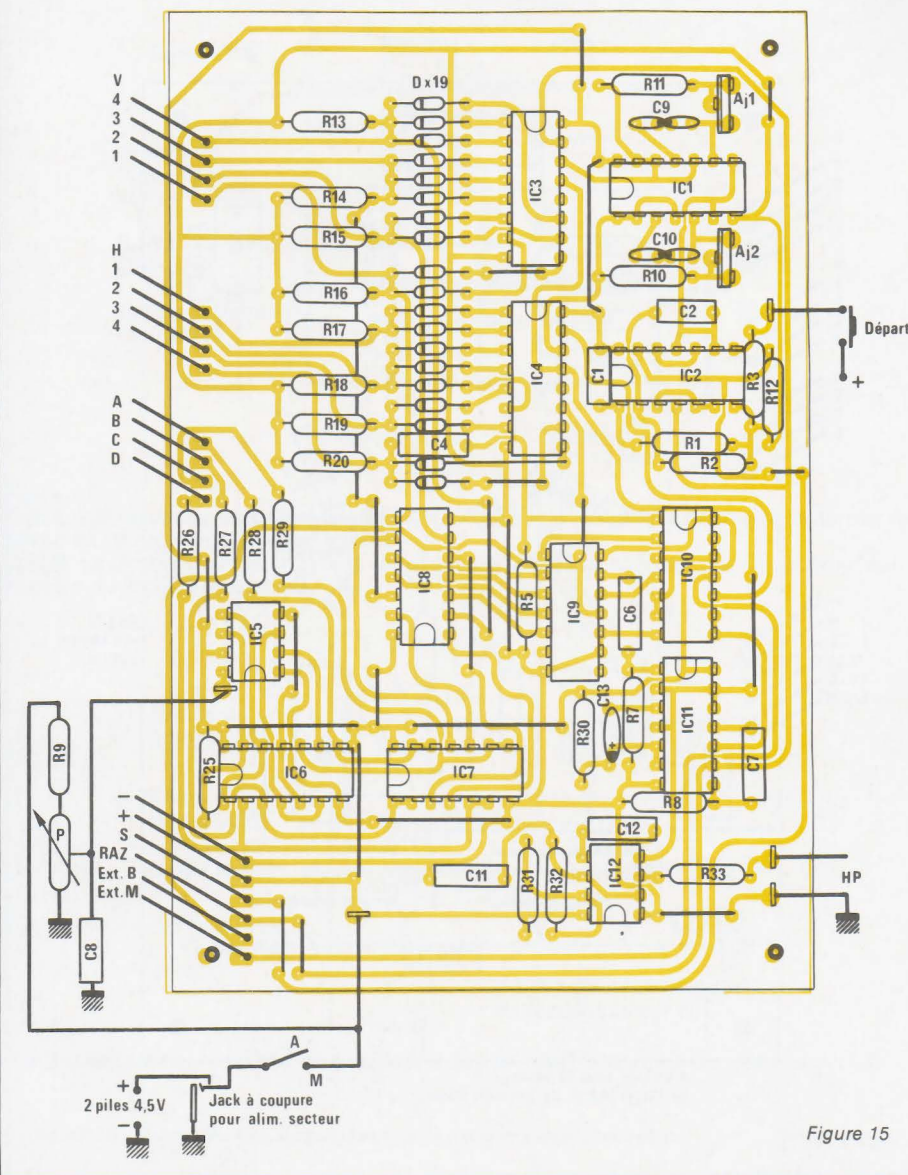 V
4
3
2
1
H
1
2
3
4
A
B
C
D
D x19
R13
R14
R15
R16
R17
R18
R19
R20
C4
IC3
IC4
R11
C9
Aj1
IC1
C10
Aj2
R10
C2
C1
IC2
R3
R12
R1
R2
Départ
+
R26
R27
R28
R29
IC5
IC8
R5
IC9
C6
IC10
R30
C13
+
R7
IC11
C7
R8
R9
P
C8
R25
IC6
IC7
−
+
S
RAZ
Ext. B
Ext.M
C11
R31
R32
C12
IC12
R33
HP
A
M
+
2 piles 4,5V
−
Jack à coupure
pour alim. secteur
Figure 15